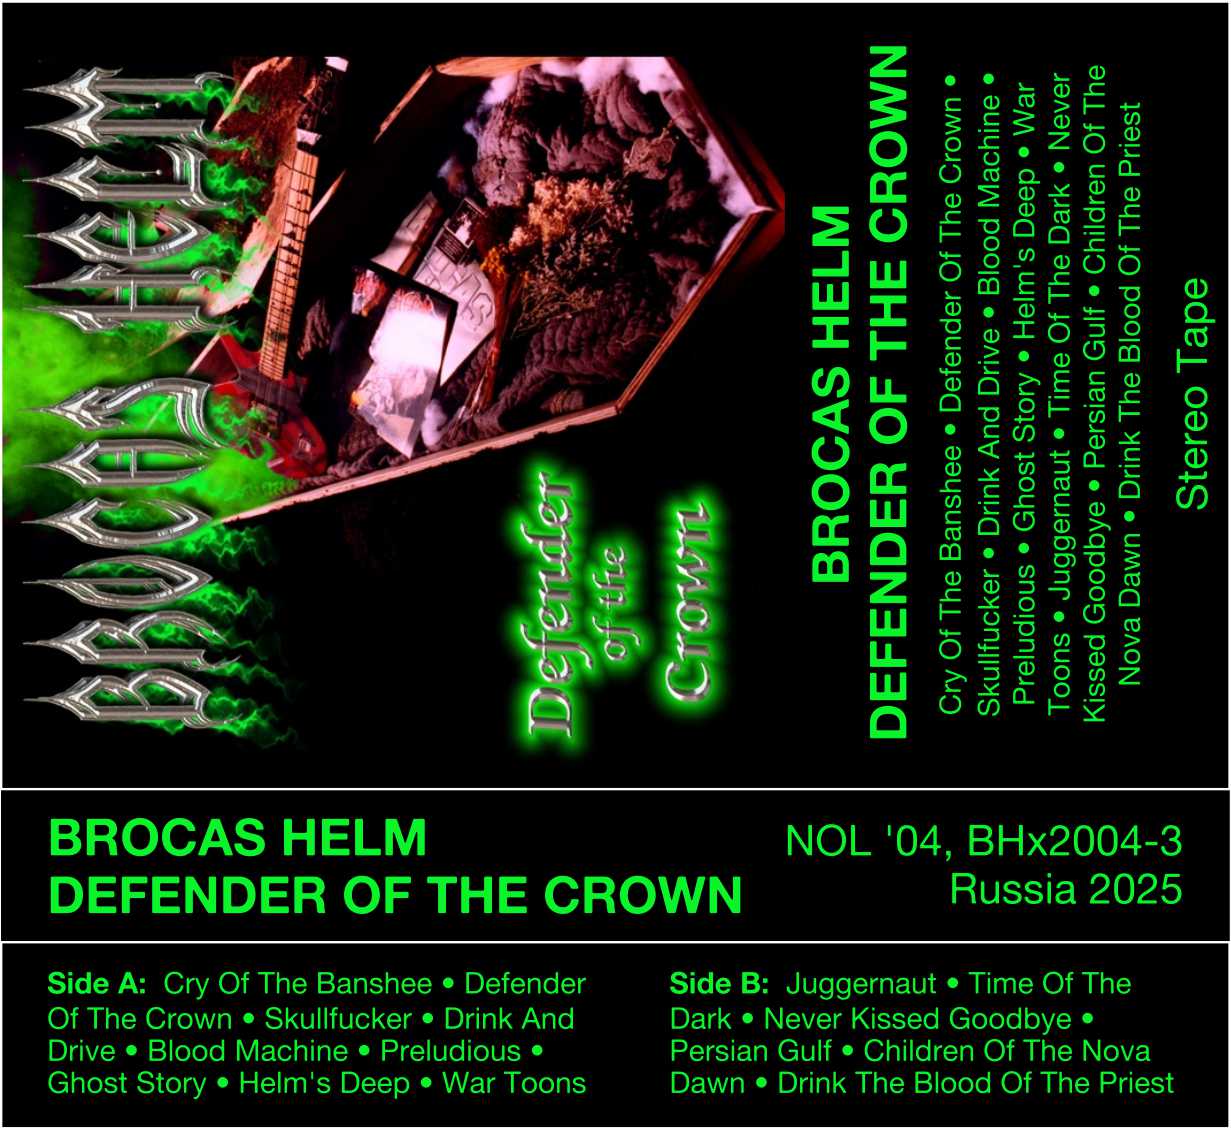 BROCAS HELM
Defender
of the
Crown
BROCAS HELM
DEFENDER OF THE CROWN
Cry Of The Banshee • Defender Of The Crown •
Skullfucker • Drink And Drive • Blood Machine •
Preludious • Ghost Story • Helm's Deep • War
Toons • Juggernaut • Time Of The Dark • Never
Kissed Goodbye • Persian Gulf • Children Of The
Nova Dawn • Drink The Blood Of The Priest
Stereo Tape
BROCAS HELM
DEFENDER OF THE CROWN
NOL '04, BHx2004-3
Russia 2025
Side A: Cry Of The Banshee • Defender
Of The Crown • Skullfucker • Drink And
Drive • Blood Machine • Preludious •
Ghost Story • Helm's Deep • War Toons
Side B: Juggernaut • Time Of The
Dark • Never Kissed Goodbye •
Persian Gulf • Children Of The Nova
Dawn • Drink The Blood Of The Priest